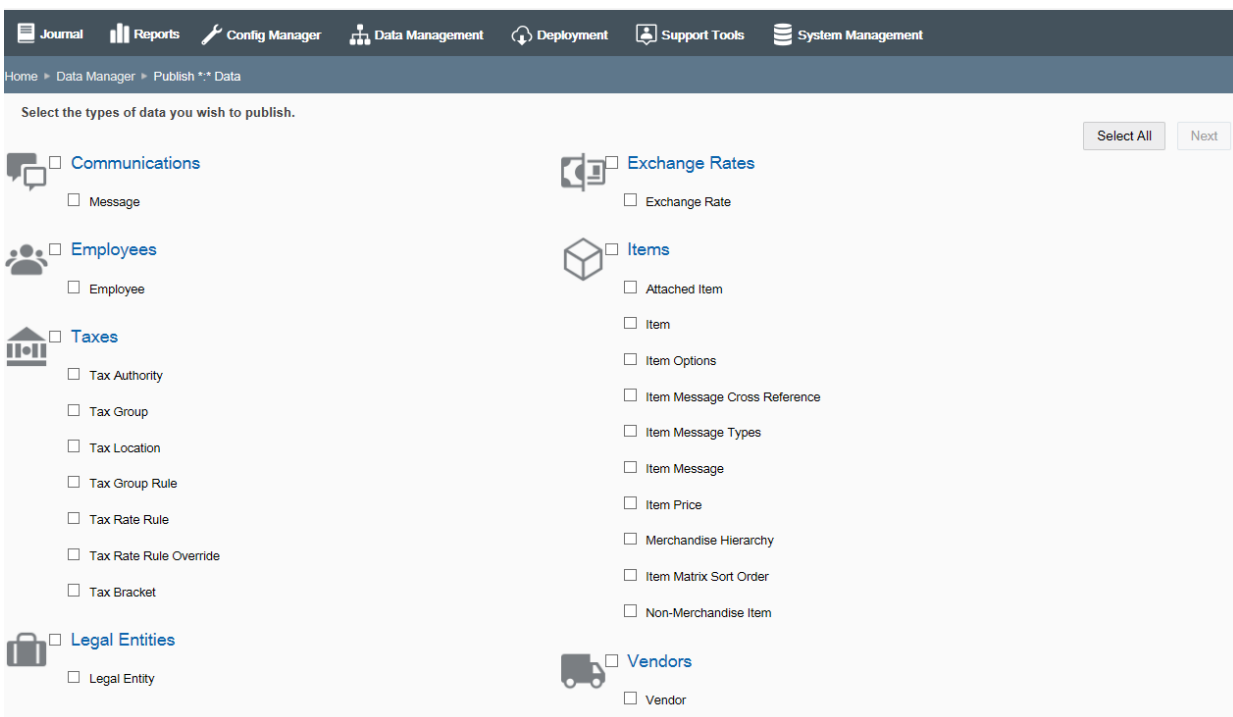 Journal Reports Config Manager Data Management Deployment Support Tools System Management
Home ▸ Data Manager ▸ Publish *:* Data
Select the types of data you wish to publish.
Select All Next
Communications
Message
Employees
Employee
Taxes
Tax Authority
Tax Group
Tax Location
Tax Group Rule
Tax Rate Rule
Tax Rate Rule Override
Tax Bracket
Legal Entities
Legal Entity
Exchange Rates
Exchange Rate
Items
Attached Item
Item
Item Options
Item Message Cross Reference
Item Message Types
Item Message
Item Price
Merchandise Hierarchy
Item Matrix Sort Order
Non-Merchandise Item
Vendors
Vendor